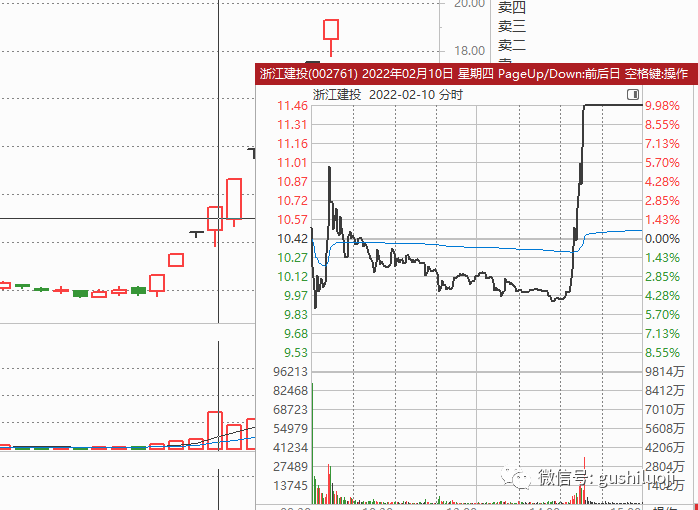 20.00
卖四
卖三
18.00
卖二
浙江建投(002761) 2022年02月10日 星期四 PageUp/Down:前后日 空格键:操作
浙江建投 2022-02-10 分时
11.46 9.98%
11.31 8.55%
11.16 7.13%
11.01 5.70%
10.87 4.28%
10.72 2.85%
10.57 1.43%
10.42 0.00%
10.27 1.43%
10.12 2.85%
9.97 4.28%
9.83 5.70%
9.68 7.13%
9.53 8.55%
96213 9814万
82468 8412万
68723 7010万
54979 5608万
41234 4206万
27489 2804万
13745 1402万
微信号: gushiluoji